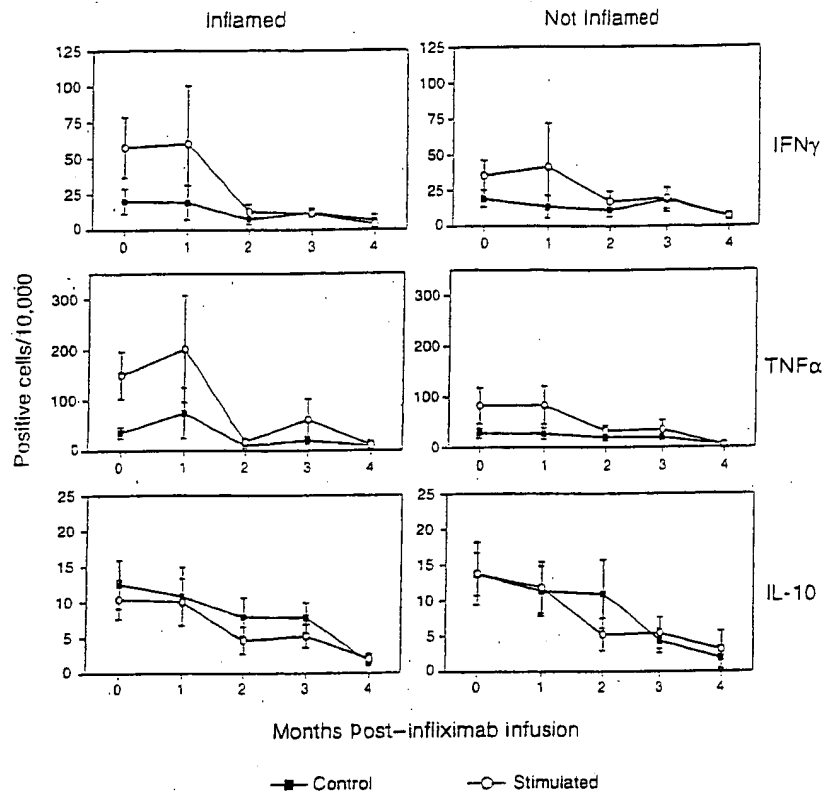 Inflamed
Not Inflamed
125
100
75
50
25
0
0 1 2 3 4
125
100
75
50
25
0
0 1 2 3 4
IFNγ
Positive cells/10,000
300
200
100
0
0 1 2 3 4
300
200
100
0
0 1 2 3 4
TNFα
25
20
15
10
5
0
0 1 2 3 4
25
20
15
10
5
0
0 1 2 3 4
IL-10
Months Post-infliximab infusion
Control
Stimulated